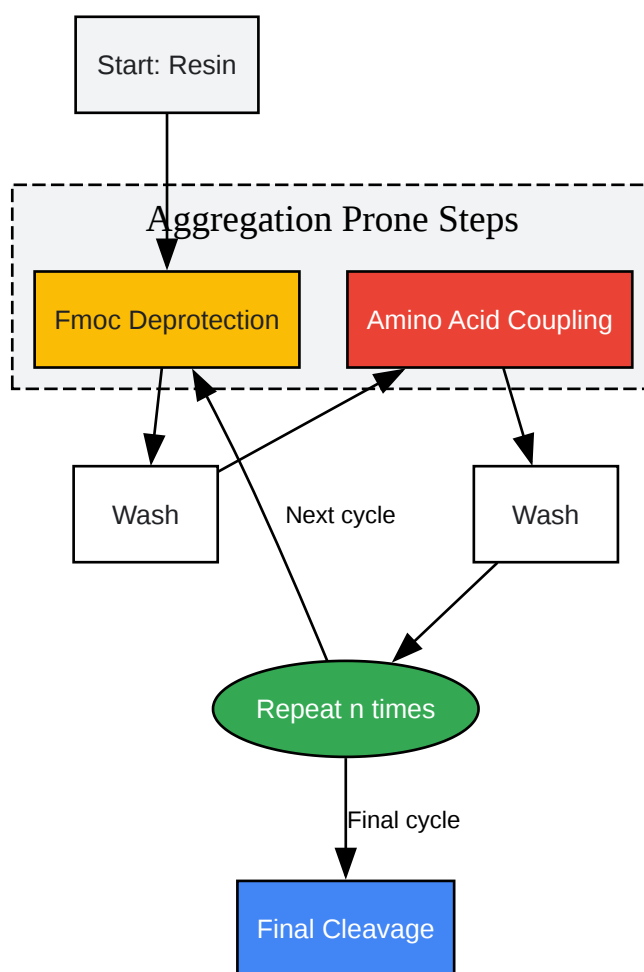 Start: Resin
Aggregation Prone Steps
Fmoc Deprotection
Amino Acid Coupling
Wash
Next cycle
Wash
Repeat n times
Final cycle
Final Cleavage